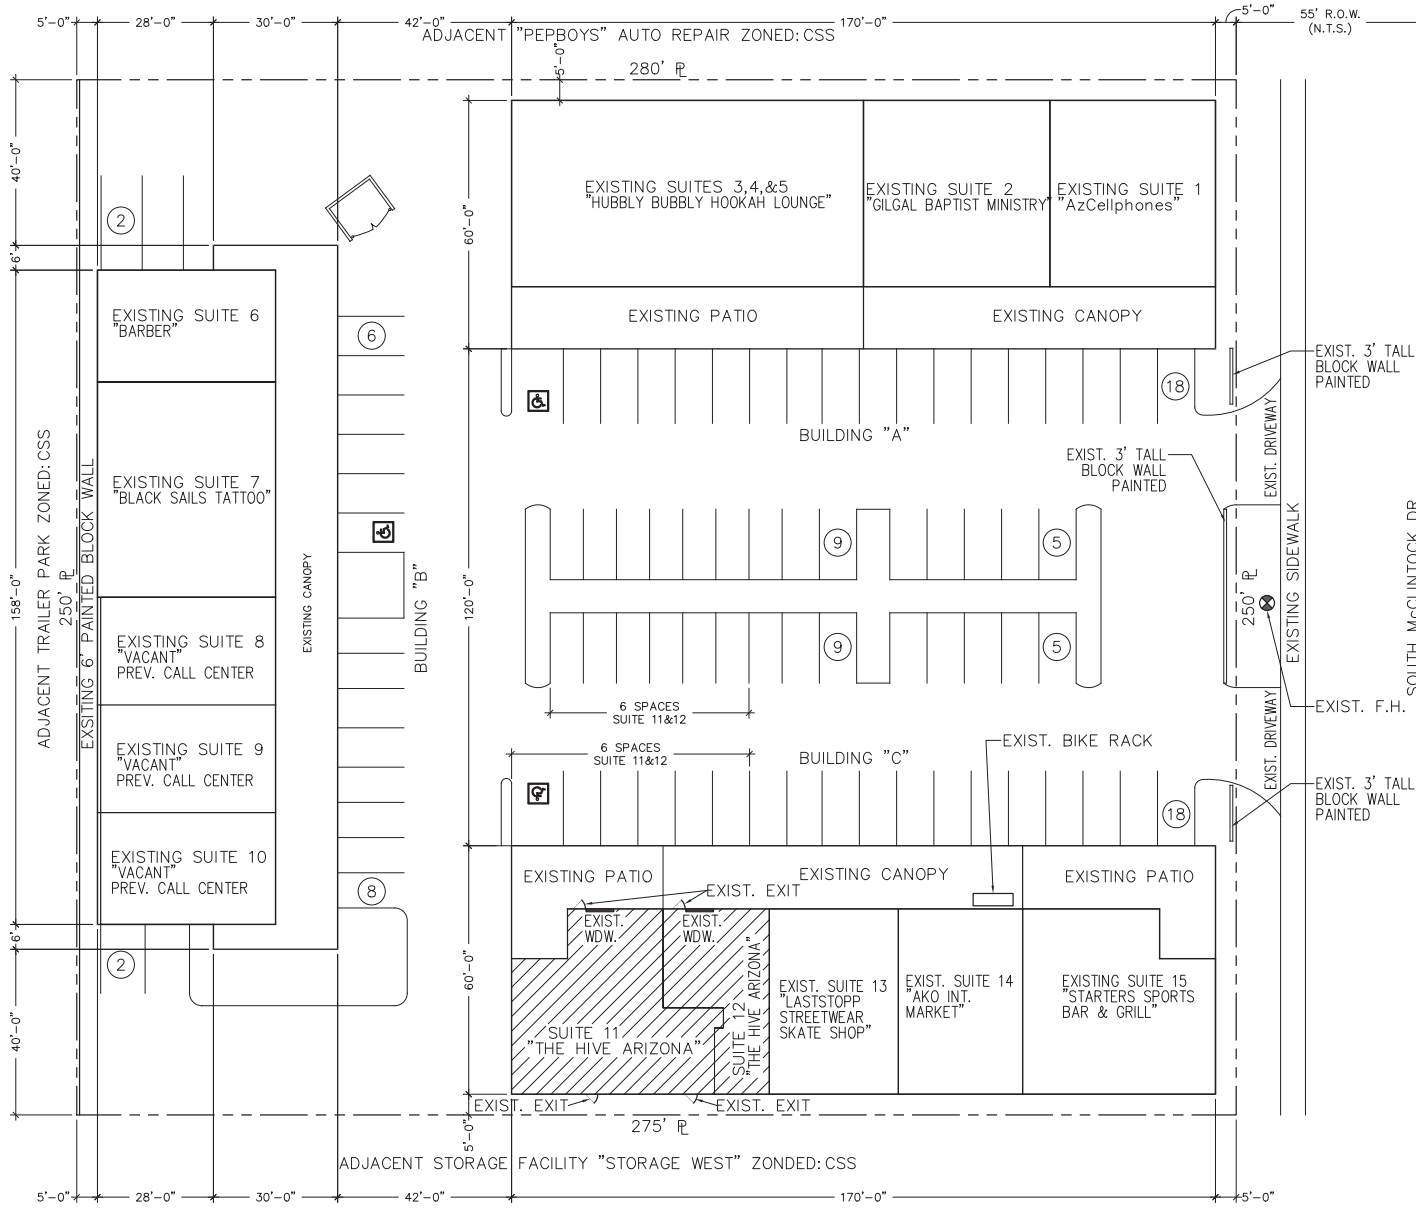 5'-0" 28'-0" 30'-0" 42'-0" 170'-0" 5'-0"
55' R.O.W.
(N.T.S.)
ADJACENT "PEPBOYS" AUTO REPAIR ZONED: CSS
5'-0"
280' PL
40'-0"
6'
158'-0"
6'
40'-0"
60'-0"
120'-0"
60'-0"
5'-0"
EXISTING SUITES 3,4,&5
"HUBBLY BUBBLY HOOKAH LOUNGE"
EXISTING SUITE 2
"GILGAL BAPTIST MINISTRY"
EXISTING SUITE 1
"AzCellphones"
EXISTING PATIO
EXISTING CANOPY
2
EXISTING SUITE 6
"BARBER"
6
18
EXIST. 3' TALL
BLOCK WALL
PAINTED
BUILDING "A"
EXIST. 3' TALL
BLOCK WALL
PAINTED
EXIST. DRIVEWAY
ADJACENT TRAILER PARK ZONED: CSS
250' PL
EXSITING 6' PAINTED BLOCK WALL
EXISTING SUITE 7
"BLACK SAILS TATTOO"
EXISTING CANOPY
BUILDING "B"
9
5
9
5
250' PL
EXISTING SIDEWALK
SOUTH McCLINTOCK DR.
EXISTING SUITE 8
"VACANT"
PREV. CALL CENTER
EXISTING SUITE 9
"VACANT"
PREV. CALL CENTER
EXISTING SUITE 10
"VACANT"
PREV. CALL CENTER
8
2
6 SPACES
SUITE 11&12
6 SPACES
SUITE 11&12
BUILDING "C"
EXIST. BIKE RACK
EXIST. F.H.
EXIST. DRIVEWAY
EXIST. 3' TALL
BLOCK WALL
PAINTED
18
EXISTING PATIO
EXISTING CANOPY
EXISTING PATIO
EXIST. EXIT
EXIST.
WDW.
EXIST.
WDW.
SUITE 11
"THE HIVE ARIZONA"
SUITE 12
"THE HIVE ARIZONA"
EXIST. SUITE 13
"LASTSTOPP
STREETWEAR
SKATE SHOP"
EXIST. SUITE 14
"AKO INT.
MARKET"
EXISTING SUITE 15
"STARTERS SPORTS
BAR & GRILL"
EXIST. EXIT
EXIST. EXIT
275' PL
ADJACENT STORAGE FACILITY "STORAGE WEST" ZONDED: CSS
5'-0" 28'-0" 30'-0" 42'-0" 170'-0" 5'-0"